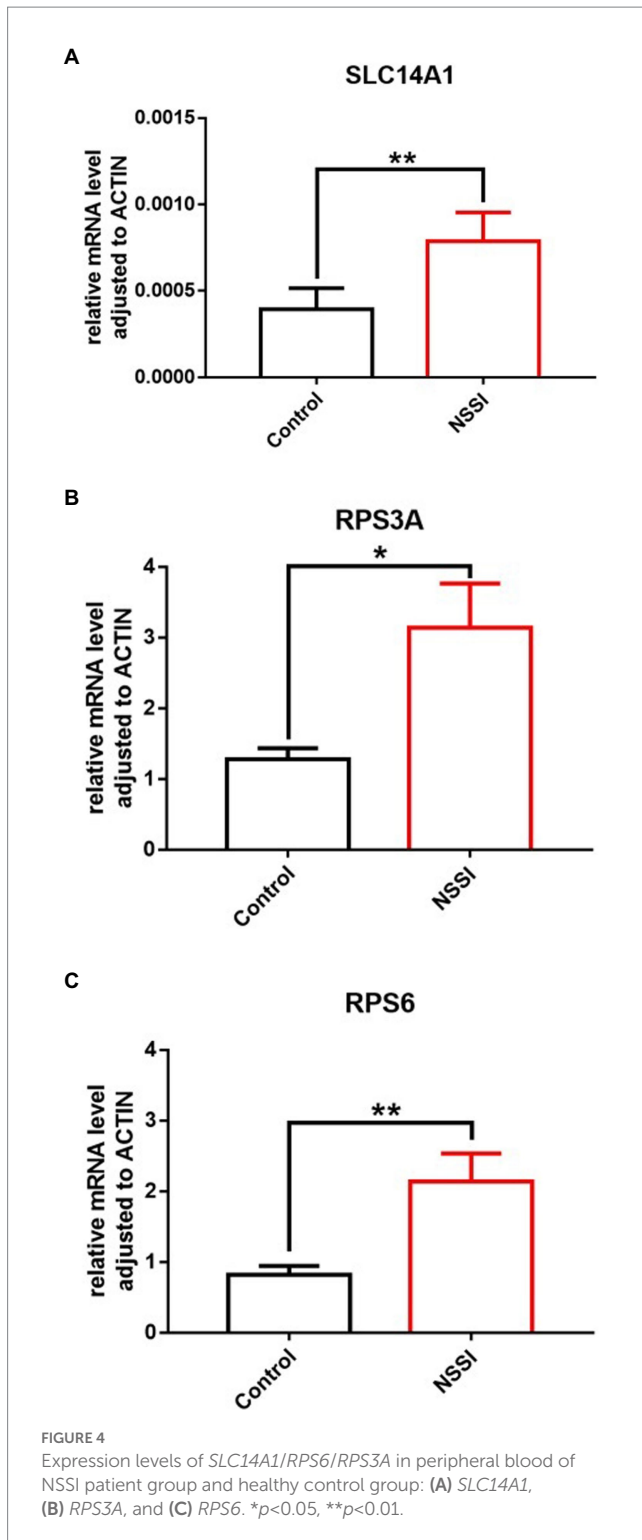 A
SLC14A1
relative mRNA level
adjusted to ACTIN
0.0015
0.0010
0.0005
0.0000
**
Control
NSSI
B
RPS3A
relative mRNA level
adjusted to ACTIN
4
3
2
1
0
*
Control
NSSI
C
RPS6
relative mRNA level
adjusted to ACTIN
4
3
2
1
0
**
Control
NSSI
FIGURE 4
Expression levels of SLC14A1/RPS6/RPS3A in peripheral blood of
NSSI patient group and healthy control group: (A) SLC14A1,
(B) RPS3A, and (C) RPS6. *p<0.05, **p<0.01.